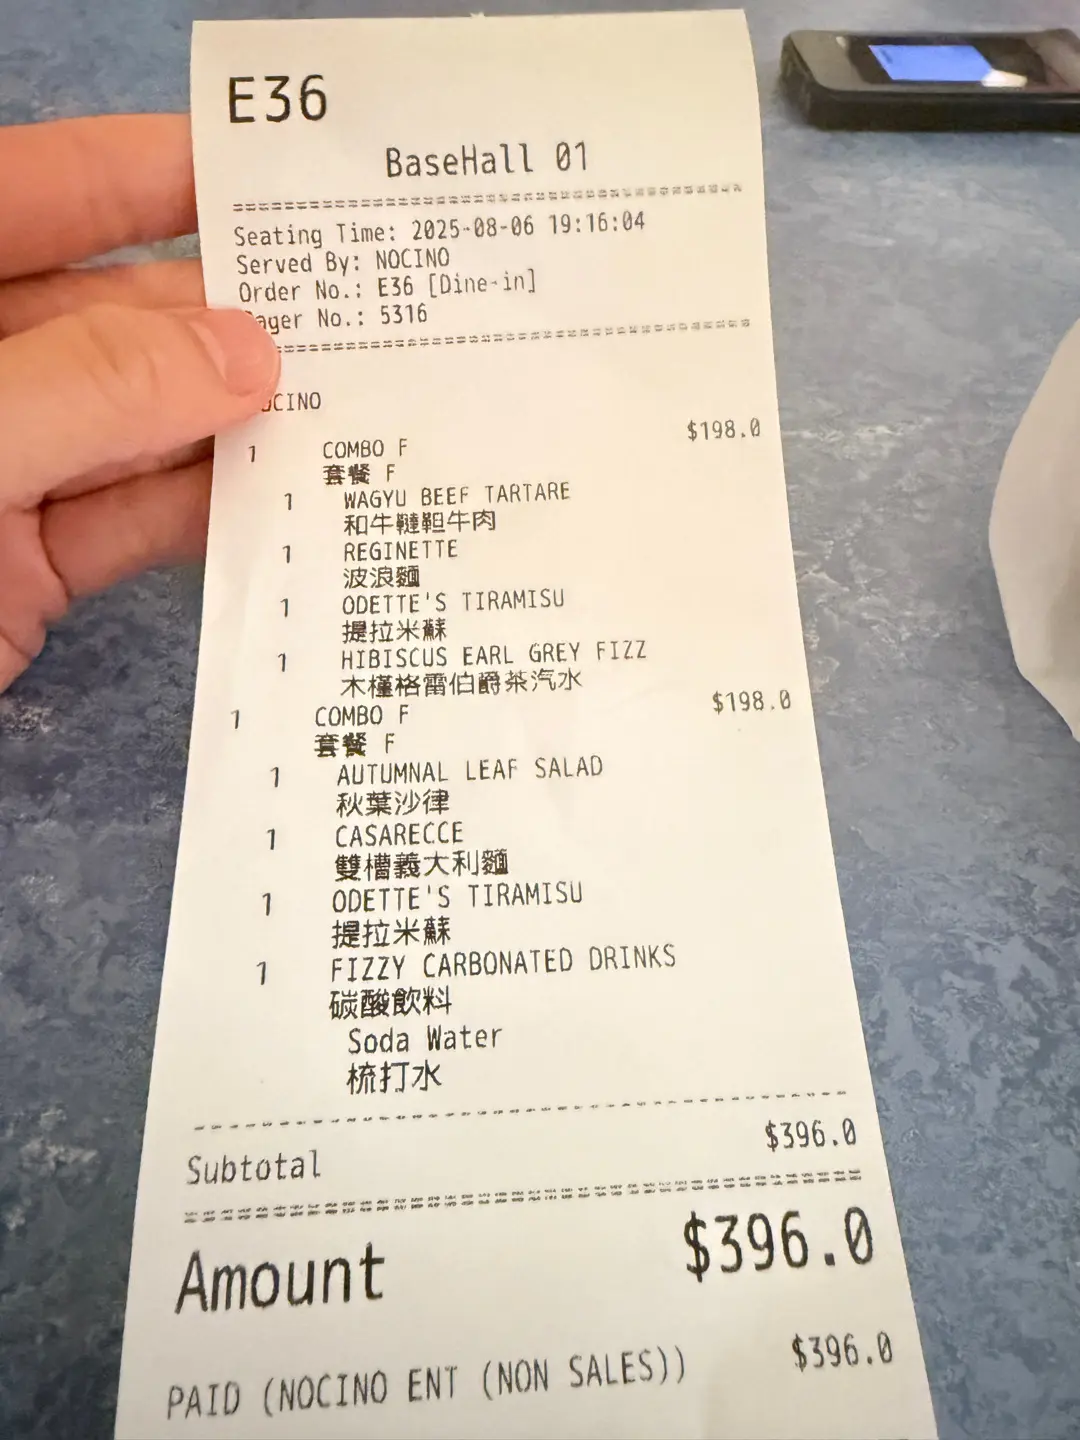 E36
BaseHall 01
Seating Time: 2025-08-06 19:16:04
Served By: NOCINO
Order No.: E36 [Dine-in]
ager No.: 5316
OCINO
1 COMBO F $198.0
套餐 F
1 WAGYU BEEF TARTARE
和牛韃靼牛肉
1 REGINETTE
波浪麵
1 ODETTE'S TIRAMISU
提拉米蘇
1 HIBISCUS EARL GREY FIZZ
木槿格雷伯爵茶汽水
1 COMBO F $198.0
套餐 F
1 AUTUMNAL LEAF SALAD
秋葉沙律
1 CASARECCE
雙槽義大利麵
1 ODETTE'S TIRAMISU
提拉米蘇
1 FIZZY CARBONATED DRINKS
碳酸飲料
Soda Water
梳打水
Subtotal $396.0
Amount $396.0
PAID (NOCINO ENT (NON SALES)) $396.0